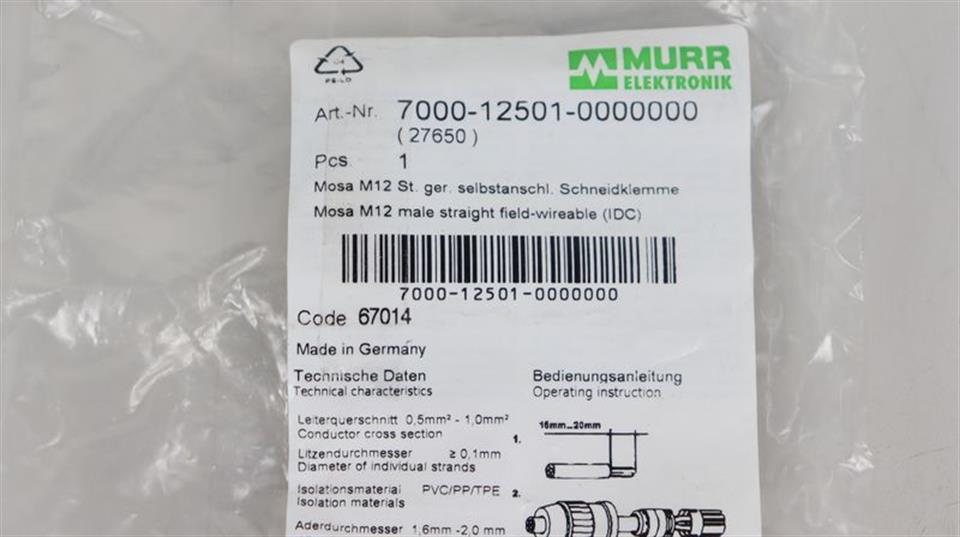 MURR
ELEKTRONIK
PE-LD
Art.-Nr. 7000-12501-0000000
( 27650 )
Pcs. 1
Mosa M12 St. ger. selbstanschl. Schneidklemme
Mosa M12 male straight field-wireable (IDC)
7000-12501-0000000
Code 67014
Made in Germany
Technische Daten
Technical characteristics
Leiterquerschnitt 0,5mm² - 1,0mm²
Conductor cross section
Litzendurchmesser ≥ 0,1mm
Diameter of individual strands
Isolationsmaterial PVC/PP/TPE
Isolation materials
Aderdurchmesser 1,6mm -2,0 mm
Bedienungsanleitung
Operating instruction
1.
16mm...20mm
2.